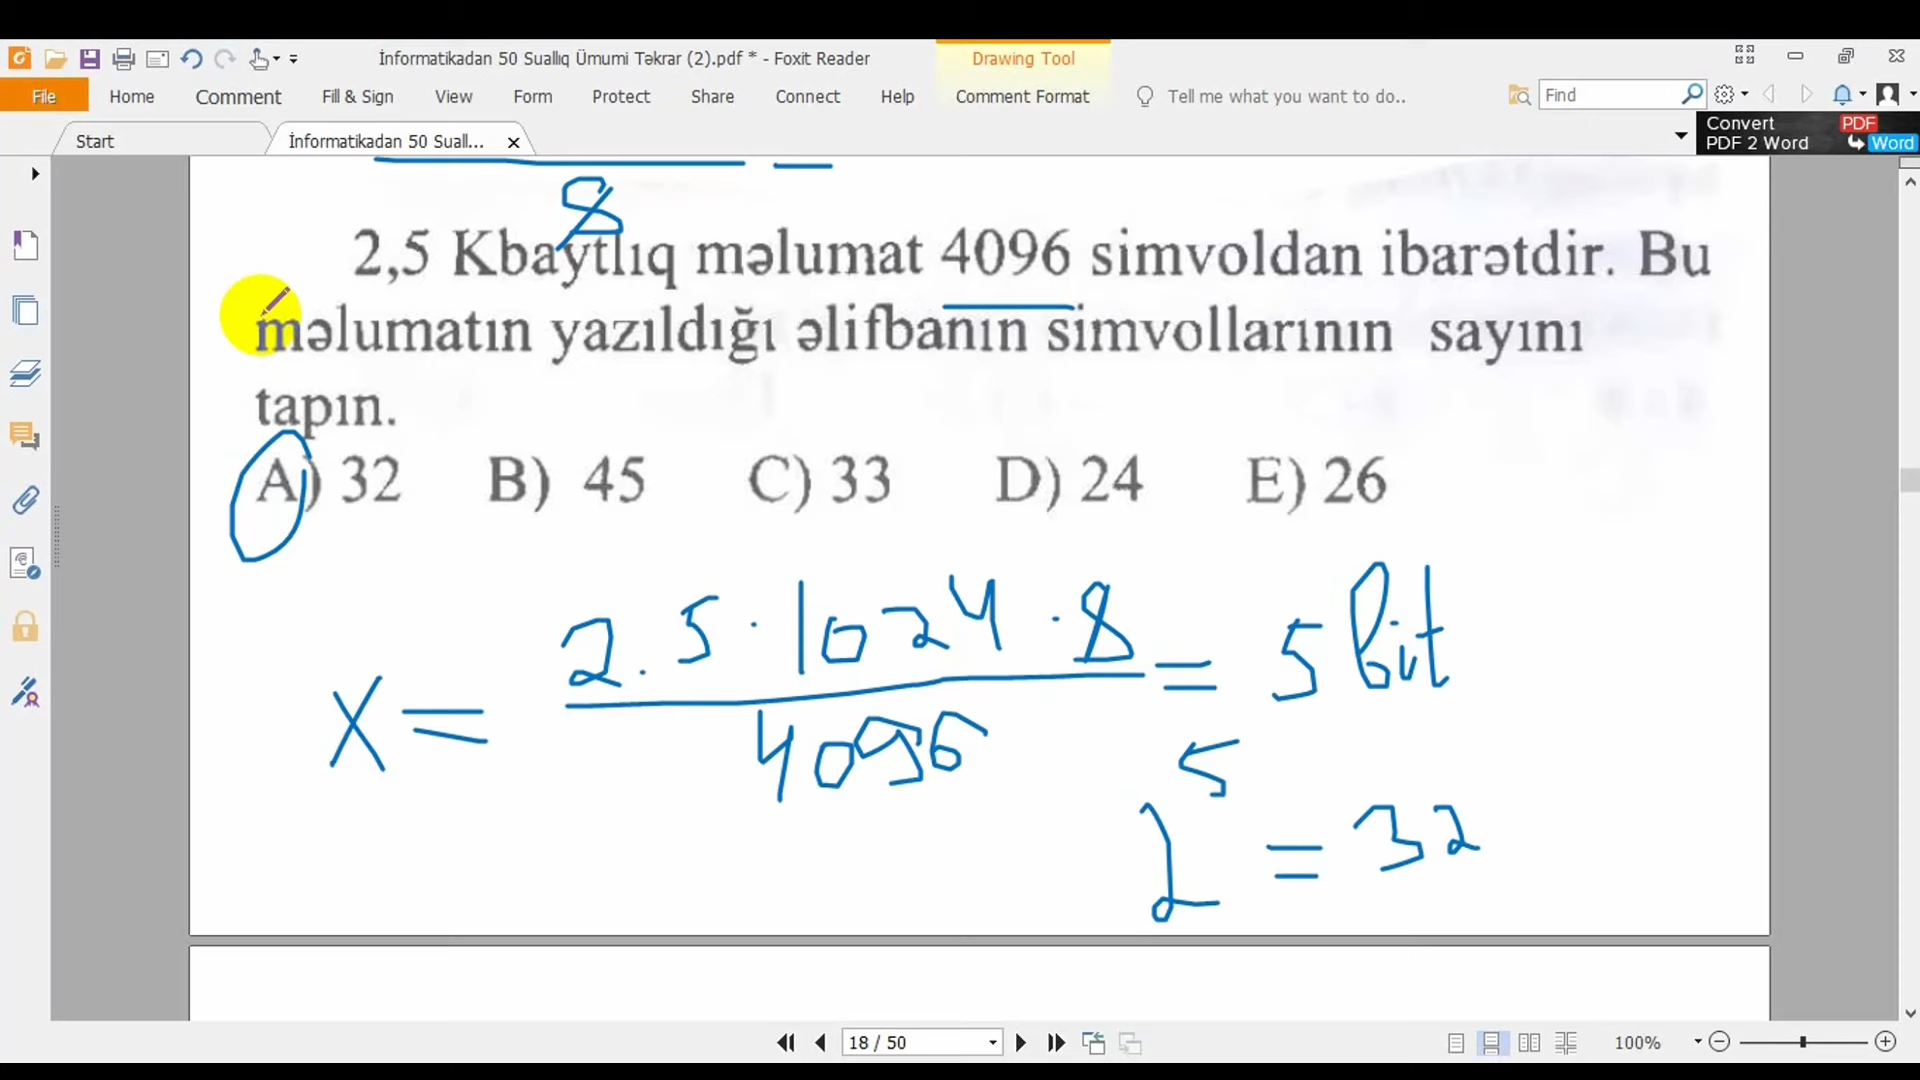 İnformatikadan 50 Suallıq Ümumi Təkrar (2).pdf * - Foxit Reader
Drawing Tool
File
Home
Comment
Fill & Sign
View
Form
Protect
Share
Connect
Help
Comment Format
Tell me what you want to do..
Find
Start
İnformatikadan 50 Suall...
Convert
PDF 2 Word
PDF
Word
8
2,5 Kbaytlıq məlumat 4096 simvoldan ibarətdir. Bu
məlumatın yazıldığı əlifbanın simvollarının sayını
tapın.
A) 32 B) 45 C) 33 D) 24 E) 26
2.5 · 1024 · 8
X = = 5 bit
4096
5
2 = 32
18 / 50
100%